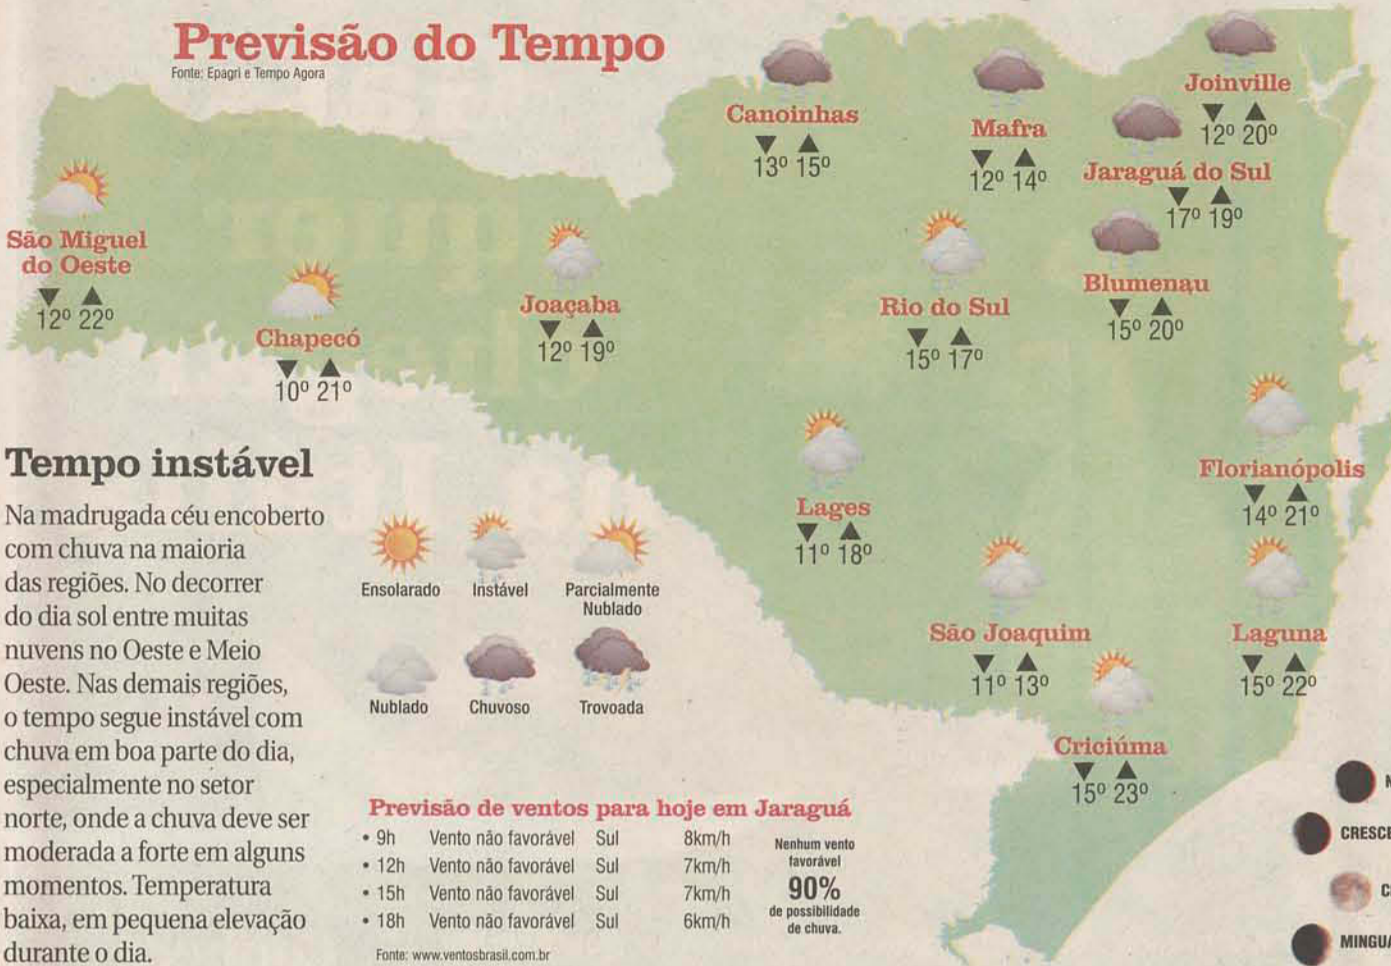 Previsão do Tempo
Fonte: Epagri e Tempo Agora
Joinville
12º 20º
Canoinhas
13º 15º
Mafra
12º 14º
Jaraguá do Sul
17º 19º
São Miguel
do Oeste
12º 22º
Chapecó
10º 21º
Joaçaba
12º 19º
Rio do Sul
15º 17º
Blumenau
15º 20º
Lages
11º 18º
Florianópolis
14º 21º
São Joaquim
11º 13º
Laguna
15º 22º
Criciúma
15º 23º
Tempo instável
Na madrugada céu encoberto
com chuva na maioria
das regiões. No decorrer
do dia sol entre muitas
nuvens no Oeste e Meio
Oeste. Nas demais regiões,
o tempo segue instável com
chuva em boa parte do dia,
especialmente no setor
norte, onde a chuva deve ser
moderada a forte em alguns
momentos. Temperatura
baixa, em pequena elevação
durante o dia.
Ensolarado
Instável
Parcialmente
Nublado
Nublado
Chuvoso
Trovoada
Previsão de ventos para hoje em Jaraguá
• 9h Vento não favorável Sul 8km/h
• 12h Vento não favorável Sul 7km/h
• 15h Vento não favorável Sul 7km/h
• 18h Vento não favorável Sul 6km/h
Nenhum vento
favorável
90%
de possibilidade
de chuva.
Fonte: www.ventosbrasil.com.br
N
CRESCE
C
MINGUA